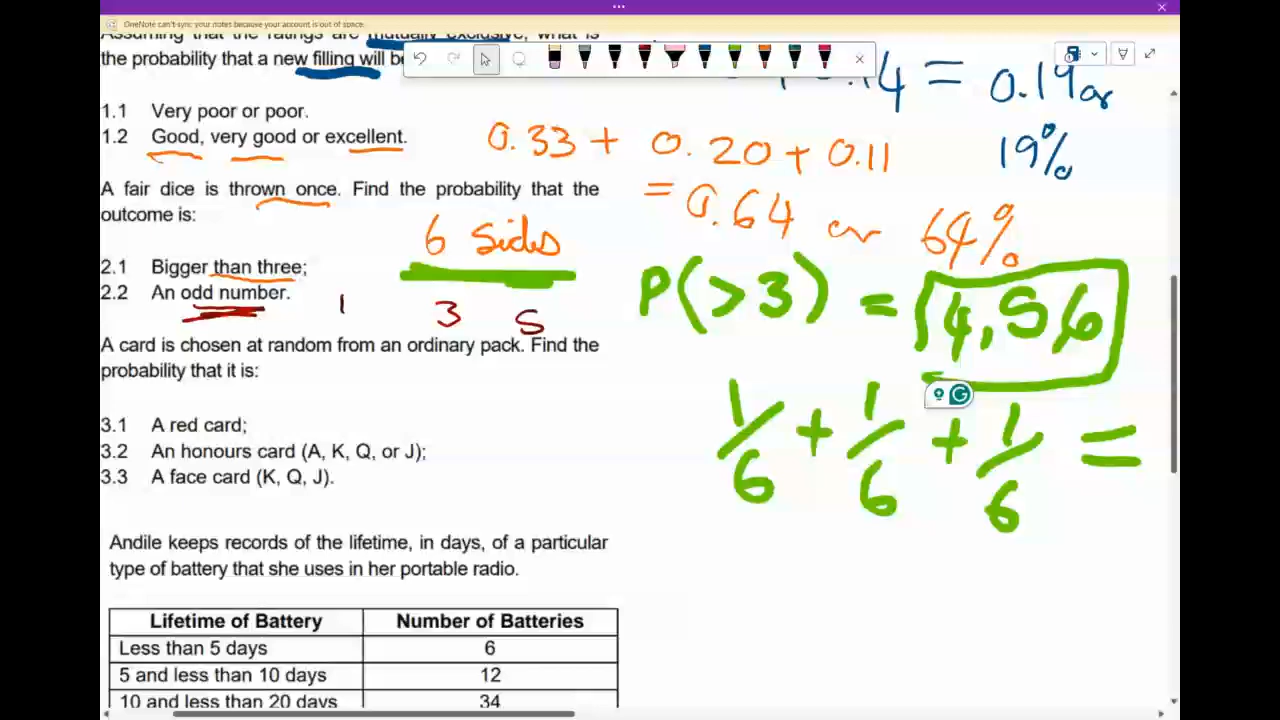 OneNote can't sync your notes because your account is out of space.
Assuming that the ratings are mutually exclusive, what is
the probability that a new filling will be
4 = 0.19 or
19%
1.1 Very poor or poor.
1.2 Good, very good or excellent.
0.33 + 0.20 + 0.11
= 0.64 or 64%
A fair dice is thrown once. Find the probability that the
outcome is:
6 Sides
2.1 Bigger than three;
2.2 An odd number.
1 3 5
P(>3) = 4, 5, 6
1/6 + 1/6 + 1/6 =
A card is chosen at random from an ordinary pack. Find the
probability that it is:
3.1 A red card;
3.2 An honours card (A, K, Q, or J);
3.3 A face card (K, Q, J).
Andile keeps records of the lifetime, in days, of a particular
type of battery that she uses in her portable radio.
Lifetime of Battery Number of Batteries
Less than 5 days 6
5 and less than 10 days 12
10 and less than 20 days 34